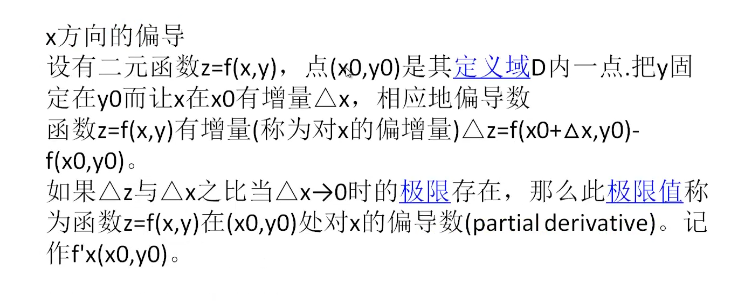 x方向的偏导
设有二元函数z=f(x,y)，点(x0,y0)是其定义域D内一点.把y固
定在y0而让x在x0有增量△x，相应地偏导数
函数z=f(x,y)有增量(称为对x的偏增量)△z=f(x0+△x,y0)-
f(x0,y0)。
如果△z与△x之比当△x→0时的极限存在，那么此极限值称
为函数z=f(x,y)在(x0,y0)处对x的偏导数(partial derivative)。记
作f'x(x0,y0)。